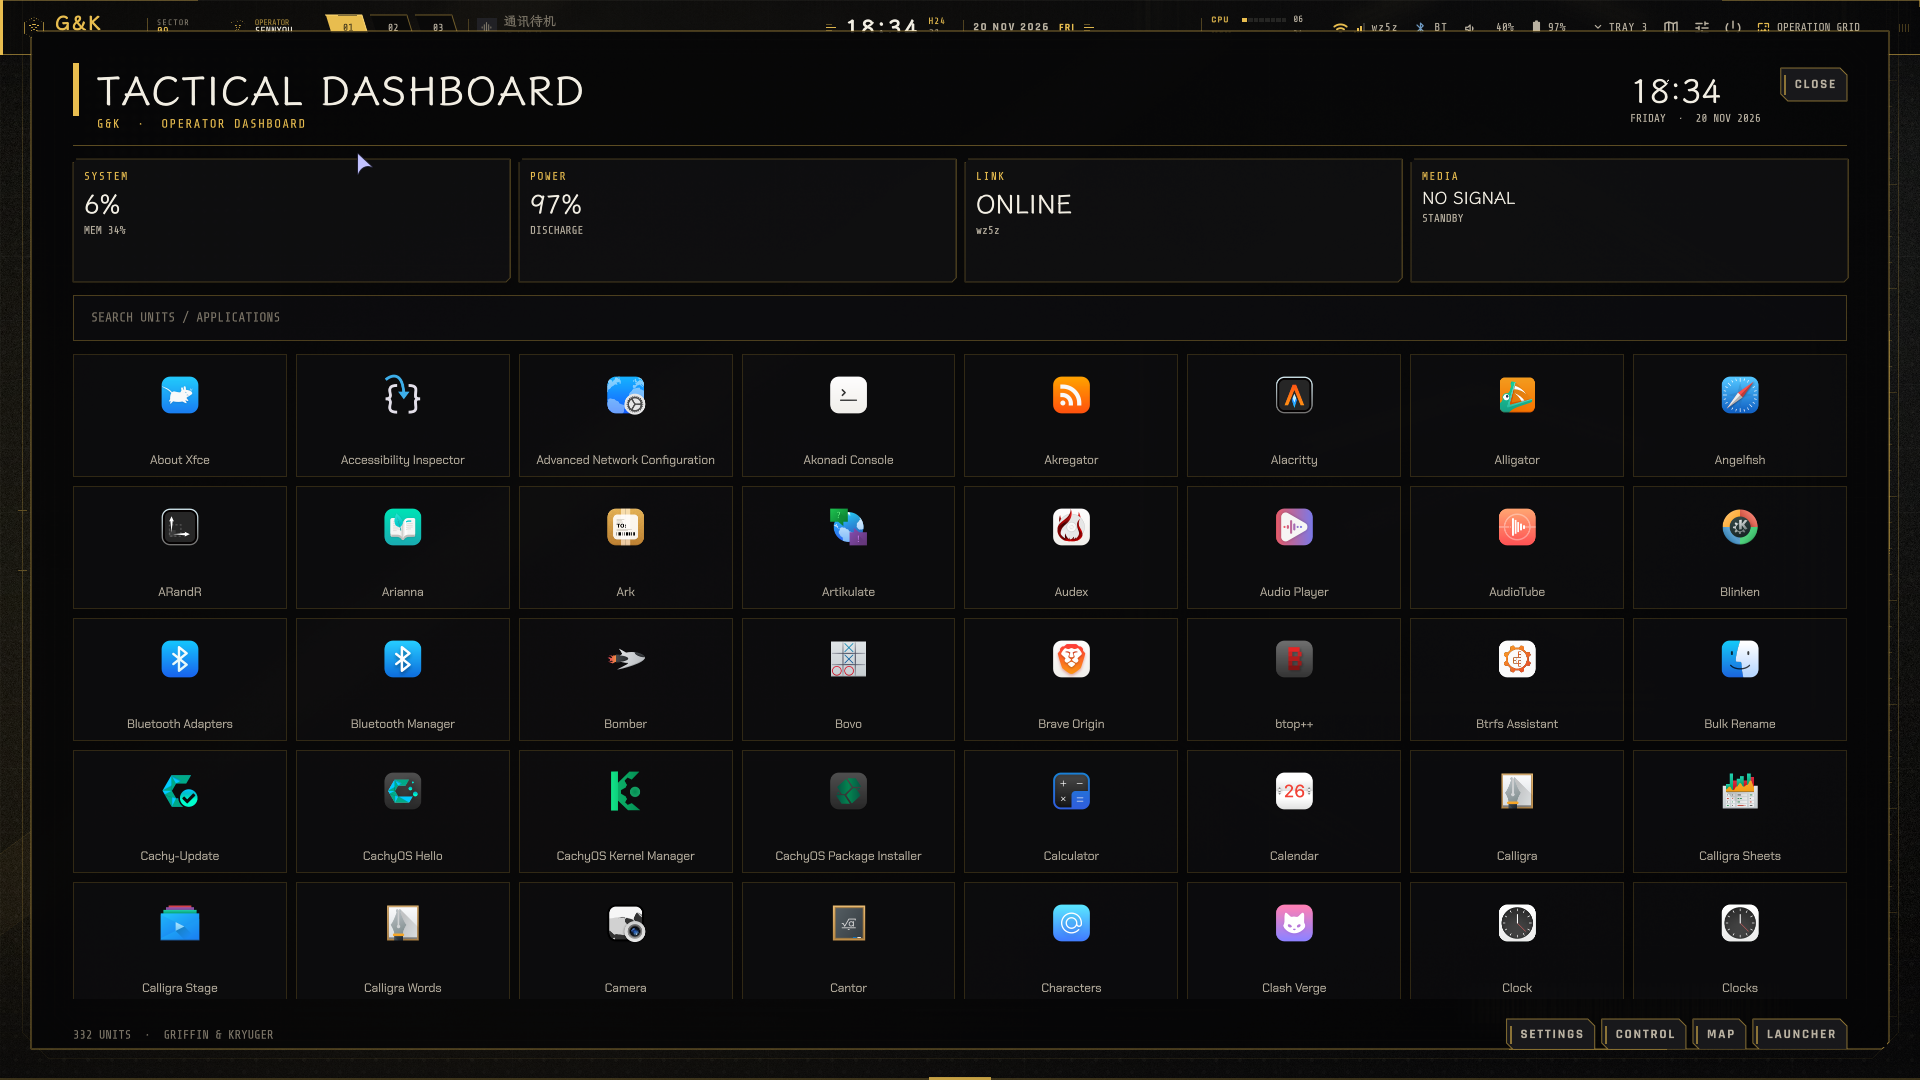 G&K
SECTOR
OPERATOR
01
02
03
通讯待机
18:34
H24
20 NOV 2026 FRI
CPU
06
wz5z
BT
40%
97%
TRAY 3
OPERATION GRID
TACTICAL DASHBOARD
G&K · OPERATOR DASHBOARD
18:34
FRIDAY · 20 NOV 2026
CLOSE
SYSTEM
6%
MEM 34%
POWER
97%
DISCHARGE
LINK
ONLINE
wz5z
MEDIA
NO SIGNAL
STANDBY
SEARCH UNITS / APPLICATIONS
About Xfce
Accessibility Inspector
Advanced Network Configuration
Akonadi Console
Akregator
Alacritty
Alligator
Angelfish
TO:
ARandR
Arianna
Ark
Artikulate
Audex
Audio Player
AudioTube
Blinken
Bluetooth Adapters
Bluetooth Manager
Bomber
Bovo
Brave Origin
btop++
Btrfs Assistant
Bulk Rename
26
Cachy-Update
CachyOS Hello
CachyOS Kernel Manager
CachyOS Package Installer
Calculator
Calendar
Calligra
Calligra Sheets
Calligra Stage
Calligra Words
Camera
Cantor
Characters
Clash Verge
Clock
Clocks
332 UNITS · GRIFFIN & KRYUGER
SETTINGS
CONTROL
MAP
LAUNCHER